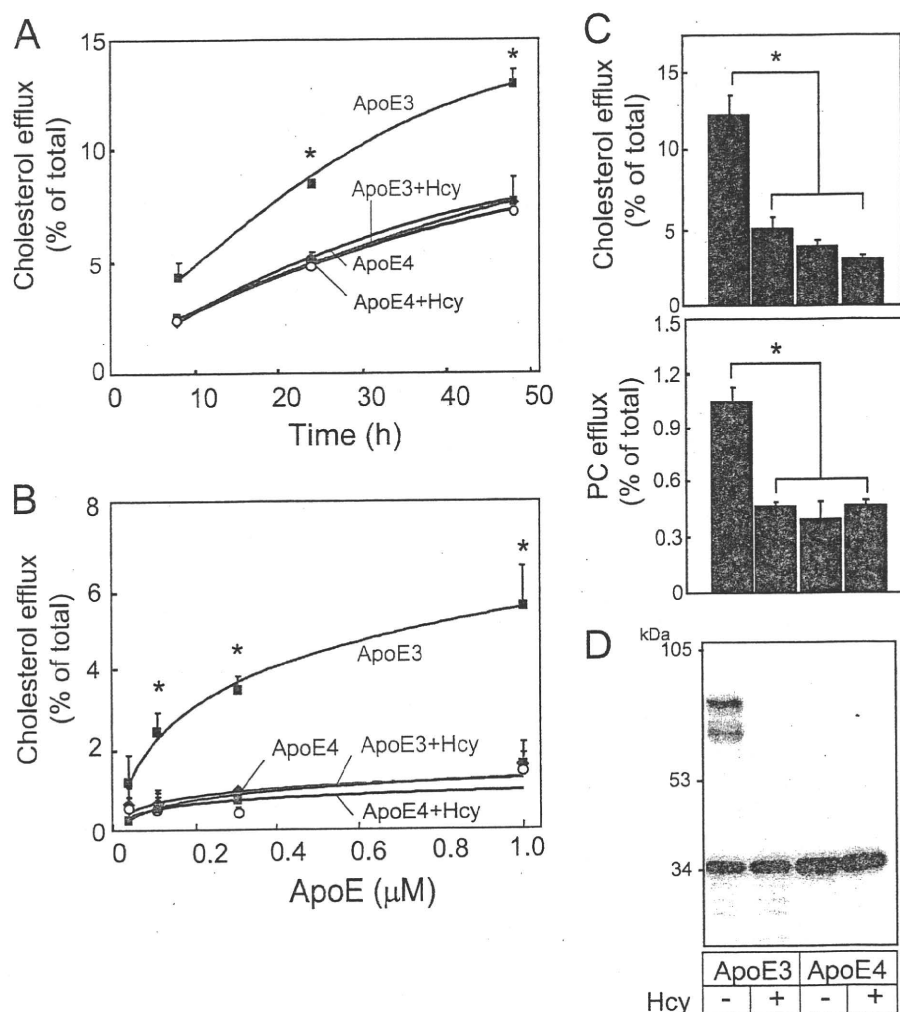 A
Cholesterol efflux
(% of total)
15
10
5
0
*
*
ApoE3
ApoE3+Hcy
ApoE4
ApoE4+Hcy
0
10
20
30
40
50
Time (h)
B
Cholesterol efflux
(% of total)
8
6
4
2
0
*
*
*
ApoE3
ApoE4
ApoE3+Hcy
ApoE4+Hcy
0
0.2
0.4
0.6
0.8
1.0
ApoE (μM)
C
Cholesterol efflux
(% of total)
15
10
5
0
*
PC efflux
(% of total)
1.5
1.2
0.9
0.6
0.3
0
*
D
kDa
105
53
34
ApoE3 ApoE4
Hcy - + - +